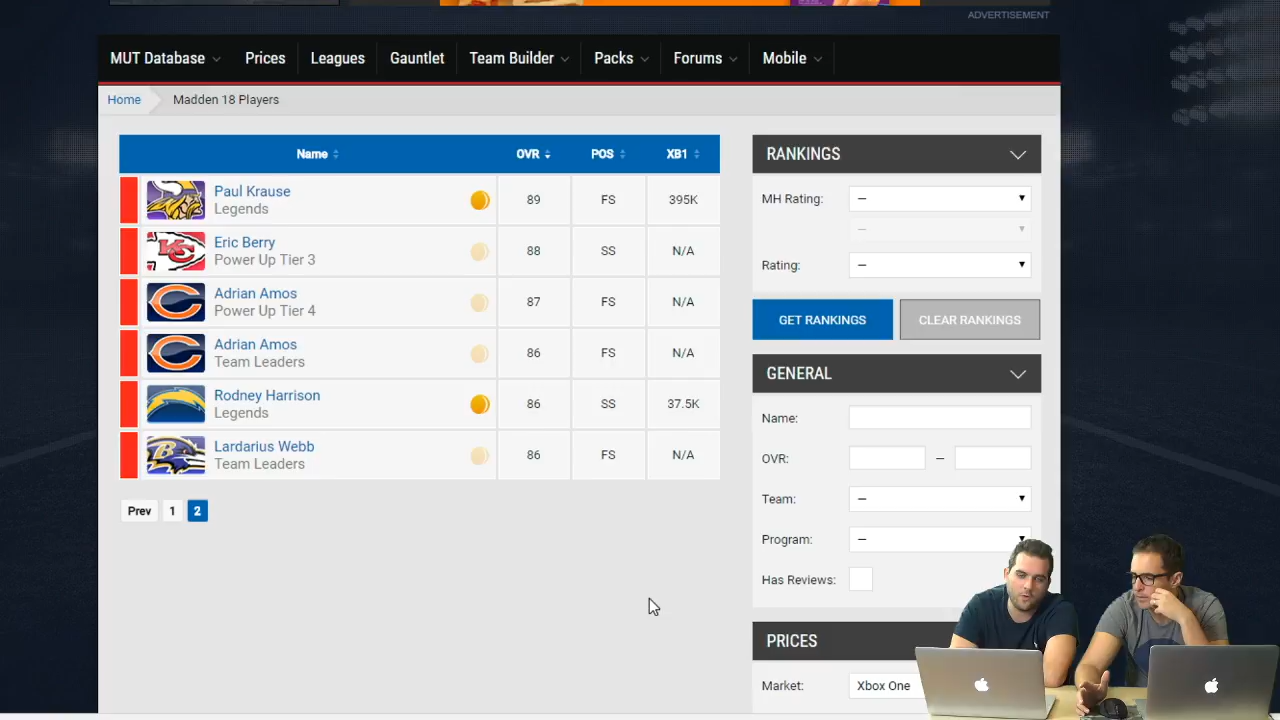 ADVERTISEMENT
MUT Database
Prices
Leagues
Gauntlet
Team Builder
Packs
Forums
Mobile
Home
Madden 18 Players
Name
OVR
POS
XB1
Paul Krause
Legends
89
FS
395K
Eric Berry
Power Up Tier 3
88
SS
N/A
Adrian Amos
Power Up Tier 4
87
FS
N/A
Adrian Amos
Team Leaders
86
FS
N/A
Rodney Harrison
Legends
86
SS
37.5K
Lardarius Webb
Team Leaders
86
FS
N/A
Prev
1
2
RANKINGS
MH Rating:
–
–
Rating:
–
GET RANKINGS
CLEAR RANKINGS
GENERAL
Name:
OVR:
–
Team:
–
Program:
–
Has Reviews:
PRICES
Market:
Xbox One